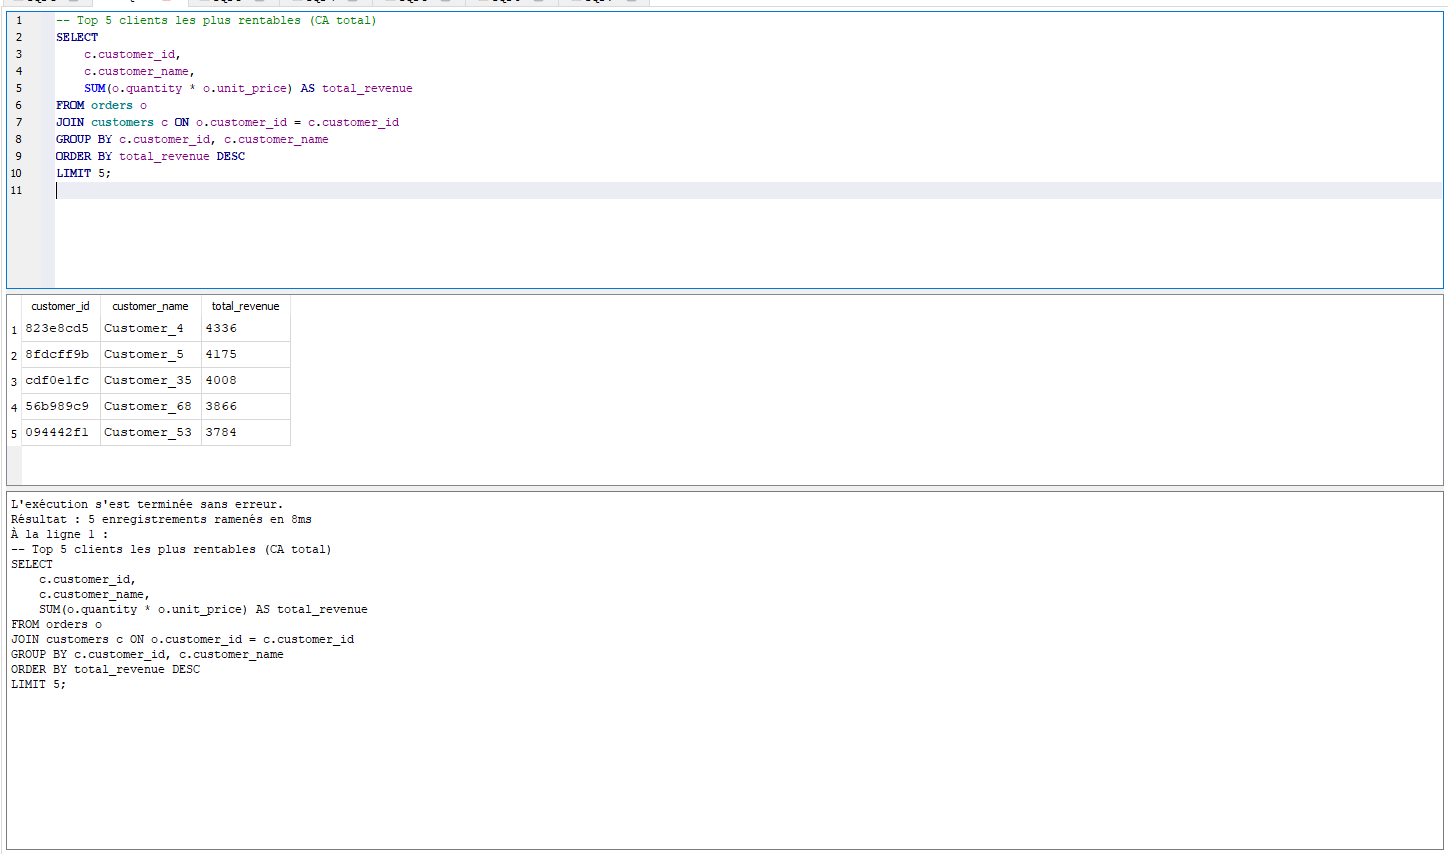 1 -- Top 5 clients les plus rentables (CA total)
2 SELECT
3 c.customer_id,
4 c.customer_name,
5 SUM(o.quantity * o.unit_price) AS total_revenue
6 FROM orders o
7 JOIN customers c ON o.customer_id = c.customer_id
8 GROUP BY c.customer_id, c.customer_name
9 ORDER BY total_revenue DESC
10 LIMIT 5;
11
customer_id customer_name total_revenue
1 823e8cd5 Customer_4 4336
2 8fdcff9b Customer_5 4175
3 cdf0e1fc Customer_35 4008
4 56b989c9 Customer_68 3866
5 094442f1 Customer_53 3784
L'exécution s'est terminée sans erreur.
Résultat : 5 enregistrements ramenés en 8ms
À la ligne 1 :
-- Top 5 clients les plus rentables (CA total)
SELECT
c.customer_id,
c.customer_name,
SUM(o.quantity * o.unit_price) AS total_revenue
FROM orders o
JOIN customers c ON o.customer_id = c.customer_id
GROUP BY c.customer_id, c.customer_name
ORDER BY total_revenue DESC
LIMIT 5;